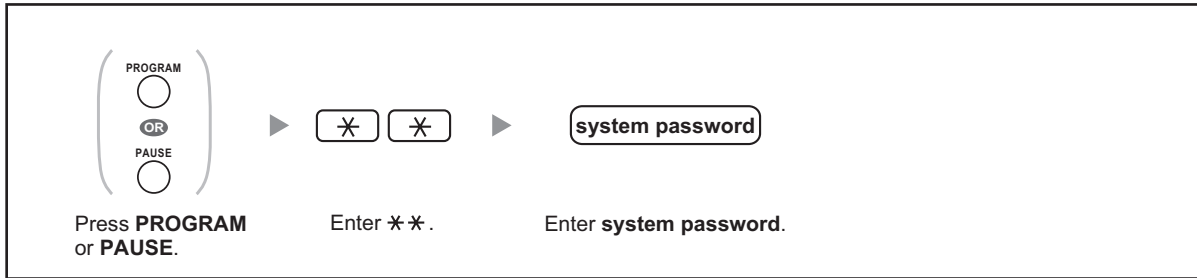 PROGRAM
OR
PAUSE
✳ ✳
system password
Press PROGRAM
or PAUSE.
Enter ✳✳.
Enter system password.